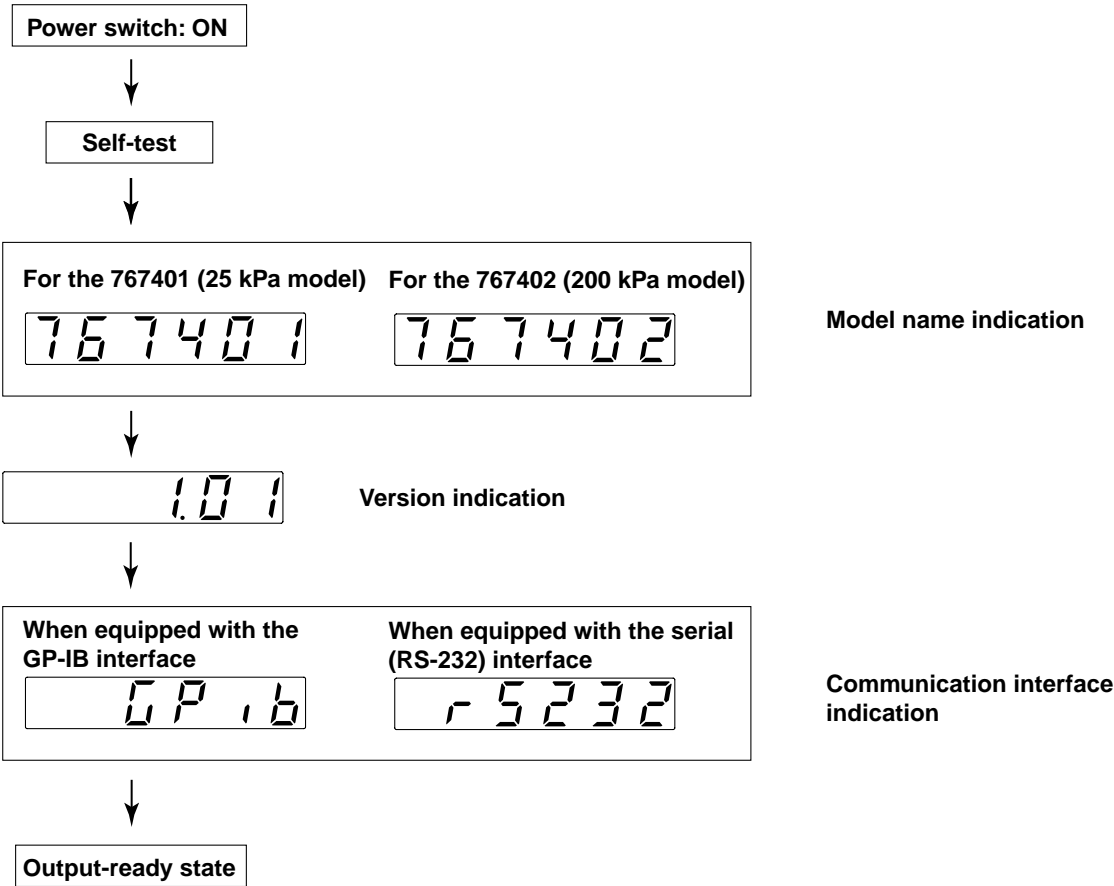 Power switch: ON
Self-test
For the 767401 (25 kPa model)
767401
For the 767402 (200 kPa model)
767402
Model name indication
1.01
Version indication
When equipped with the
GP-IB interface
GPib
When equipped with the serial
(RS-232) interface
rS232
Communication interface
indication
Output-ready state